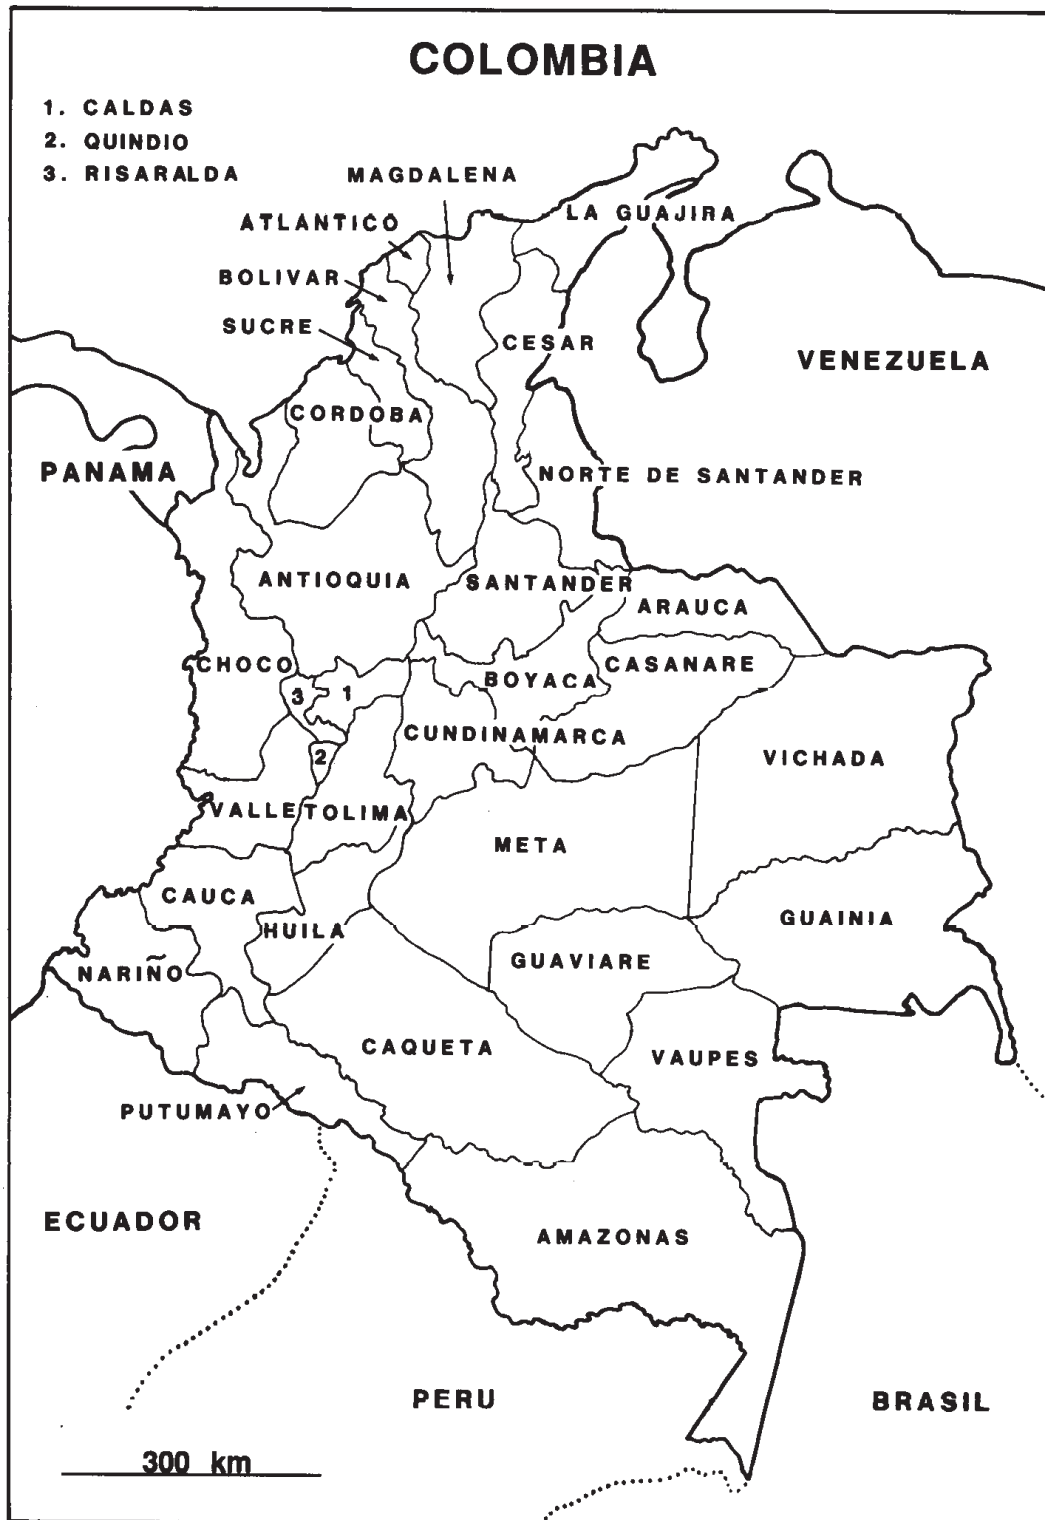 COLOMBIA
1. CALDAS
2. QUINDIO
3. RISARALDA
MAGDALENA
LA GUAJIRA
ATLANTICO
BOLIVAR
SUCRE
CESAR
VENEZUELA
CORDOBA
PANAMA
NORTE DE SANTANDER
ANTIOQUIA
SANTANDER
ARAUCA
CHOCO
CASANARE
BOYACA
3
1
CUNDINAMARCA
2
VICHADA
VALLE
TOLIMA
META
CAUCA
GUAINIA
HUILA
GUAVIARE
NARIÑO
CAQUETA
VAUPES
PUTUMAYO
ECUADOR
AMAZONAS
PERU
BRASIL
300 km